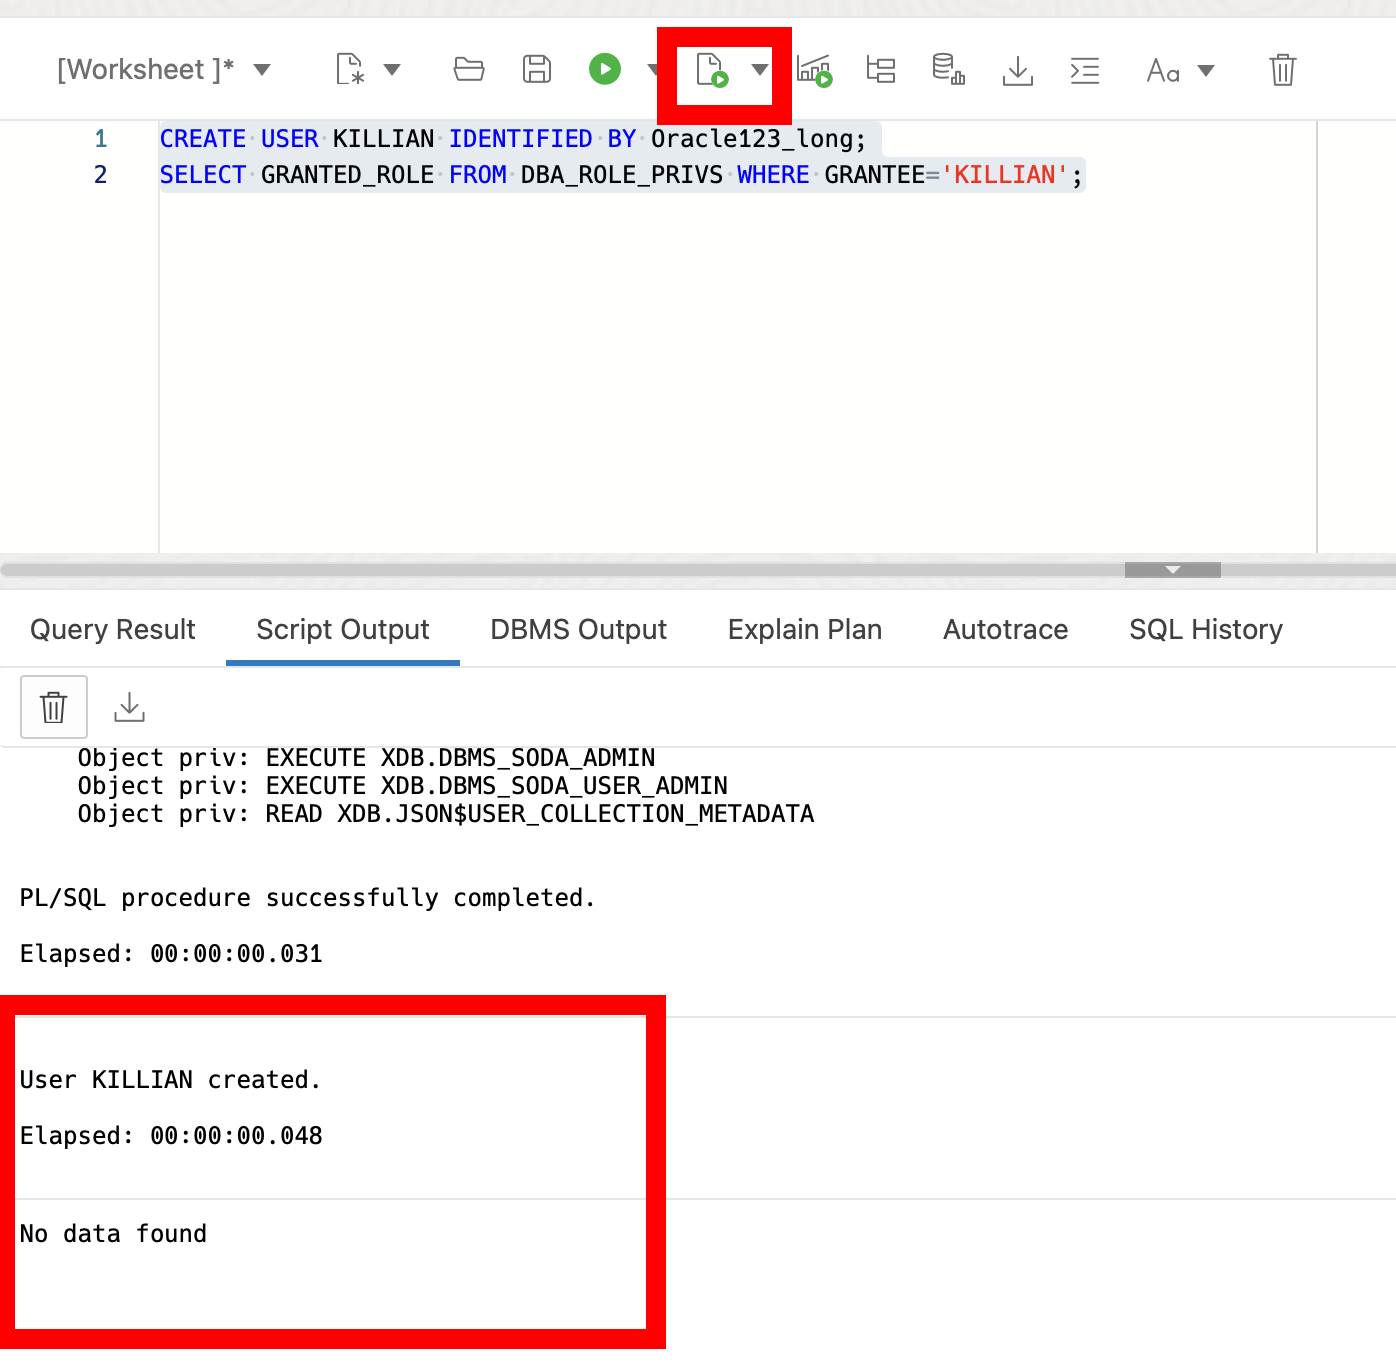 [Worksheet ]*
Aa
1 CREATE USER KILLIAN IDENTIFIED BY Oracle123_long;
2 SELECT GRANTED_ROLE FROM DBA_ROLE_PRIVS WHERE GRANTEE='KILLIAN';
Query Result Script Output DBMS Output Explain Plan Autotrace SQL History
Object priv: EXECUTE XDB.DBMS_SODA_ADMIN
Object priv: EXECUTE XDB.DBMS_SODA_USER_ADMIN
Object priv: READ XDB.JSON$USER_COLLECTION_METADATA
PL/SQL procedure successfully completed.
Elapsed: 00:00:00.031
User KILLIAN created.
Elapsed: 00:00:00.048
No data found